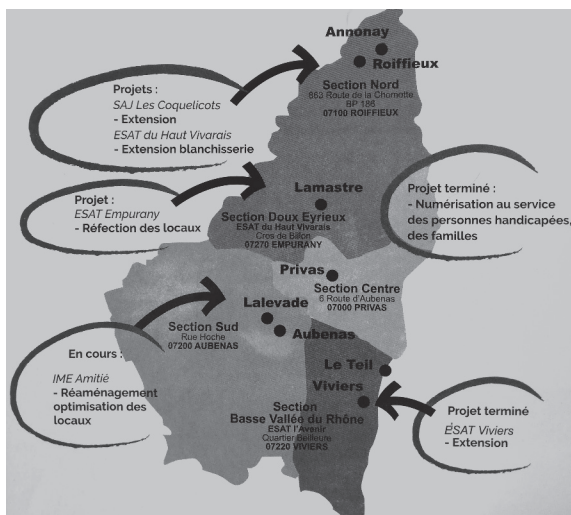 Annonay
Roiffieux
Section Nord
663 Route de la Chomotte
BP 186
07100 ROIFFIEUX
Projets :
SAJ Les Coquelicots
- Extension
ESAT du Haut Vivarais
- Extension blanchisserie
Projet :
ESAT Empurany
- Réfection des locaux
Lamastre
Section Doux Eyrieux
ESAT du Haut Vivarais
Cros de Billon
07270 EMPURANY
Projet terminé :
- Numérisation au service
des personnes handicapées,
des familles
Privas
Section Centre
6 Route d'Aubenas
07000 PRIVAS
Lalevade
Aubenas
Section Sud
Rue Hoche
07200 AUBENAS
En cours :
IME Amitié
- Réaménagement
optimisation des
locaux
Le Teil
Viviers
Section
Basse Vallée du Rhône
ESAT l'Avenir
Quartier Beilleure
07220 VIVIERS
Projet terminé
ESAT Viviers
- Extension